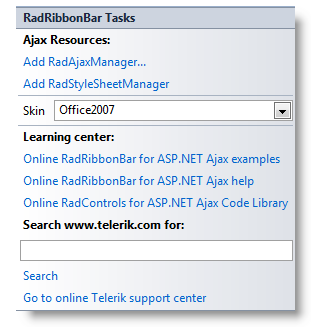 RadRibbonBar Tasks
Ajax Resources:
Add RadAjaxManager...
Add RadStyleSheetManager
Skin Office2007
Learning center:
Online RadRibbonBar for ASP.NET Ajax examples
Online RadRibbonBar for ASP.NET Ajax help
Online RadControls for ASP.NET Ajax Code Library
Search www.telerik.com for:
Search
Go to online Telerik support center